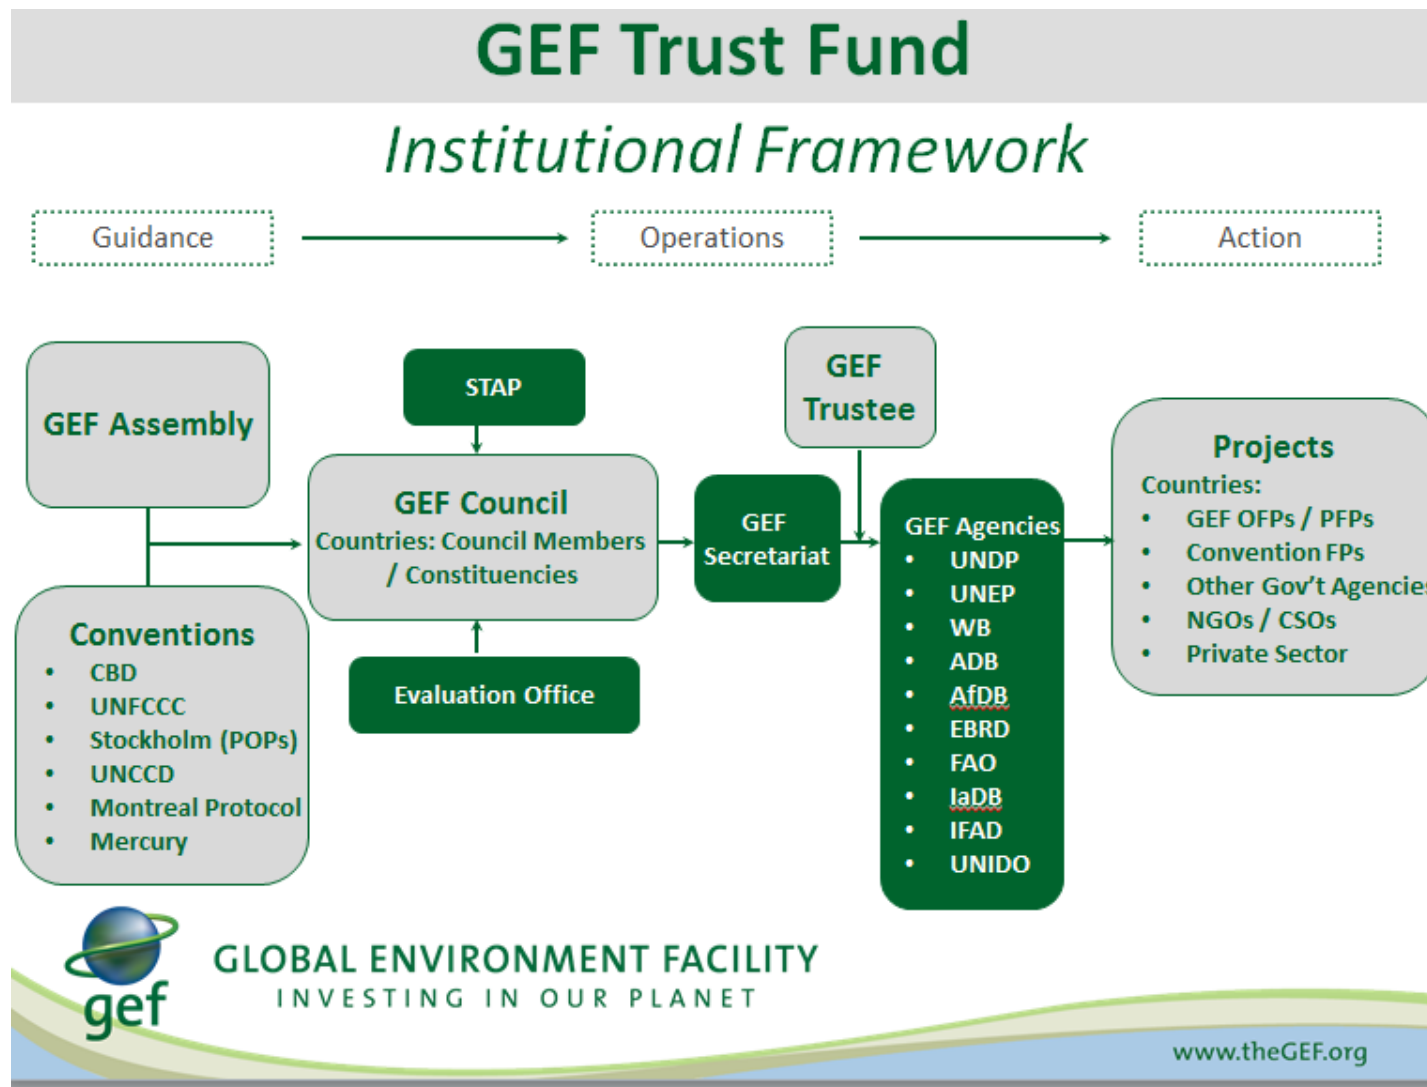 GEF Trust Fund
Institutional Framework
Guidance
Operations
Action
GEF Assembly
Conventions
• CBD
• UNFCCC
• Stockholm (POPs)
• UNCCD
• Montreal Protocol
• Mercury
STAP
GEF Council
Countries: Council Members
/ Constituencies
Evaluation Office
GEF
Secretariat
GEF
Trustee
GEF Agencies
• UNDP
• UNEP
• WB
• ADB
• AfDB
• EBRD
• FAO
• IaDB
• IFAD
• UNIDO
Projects
Countries:
• GEF OFPs / PFPs
• Convention FPs
• Other Gov't Agencies
• NGOs / CSOs
• Private Sector
gef
GLOBAL ENVIRONMENT FACILITY
INVESTING IN OUR PLANET
www.theGEF.org